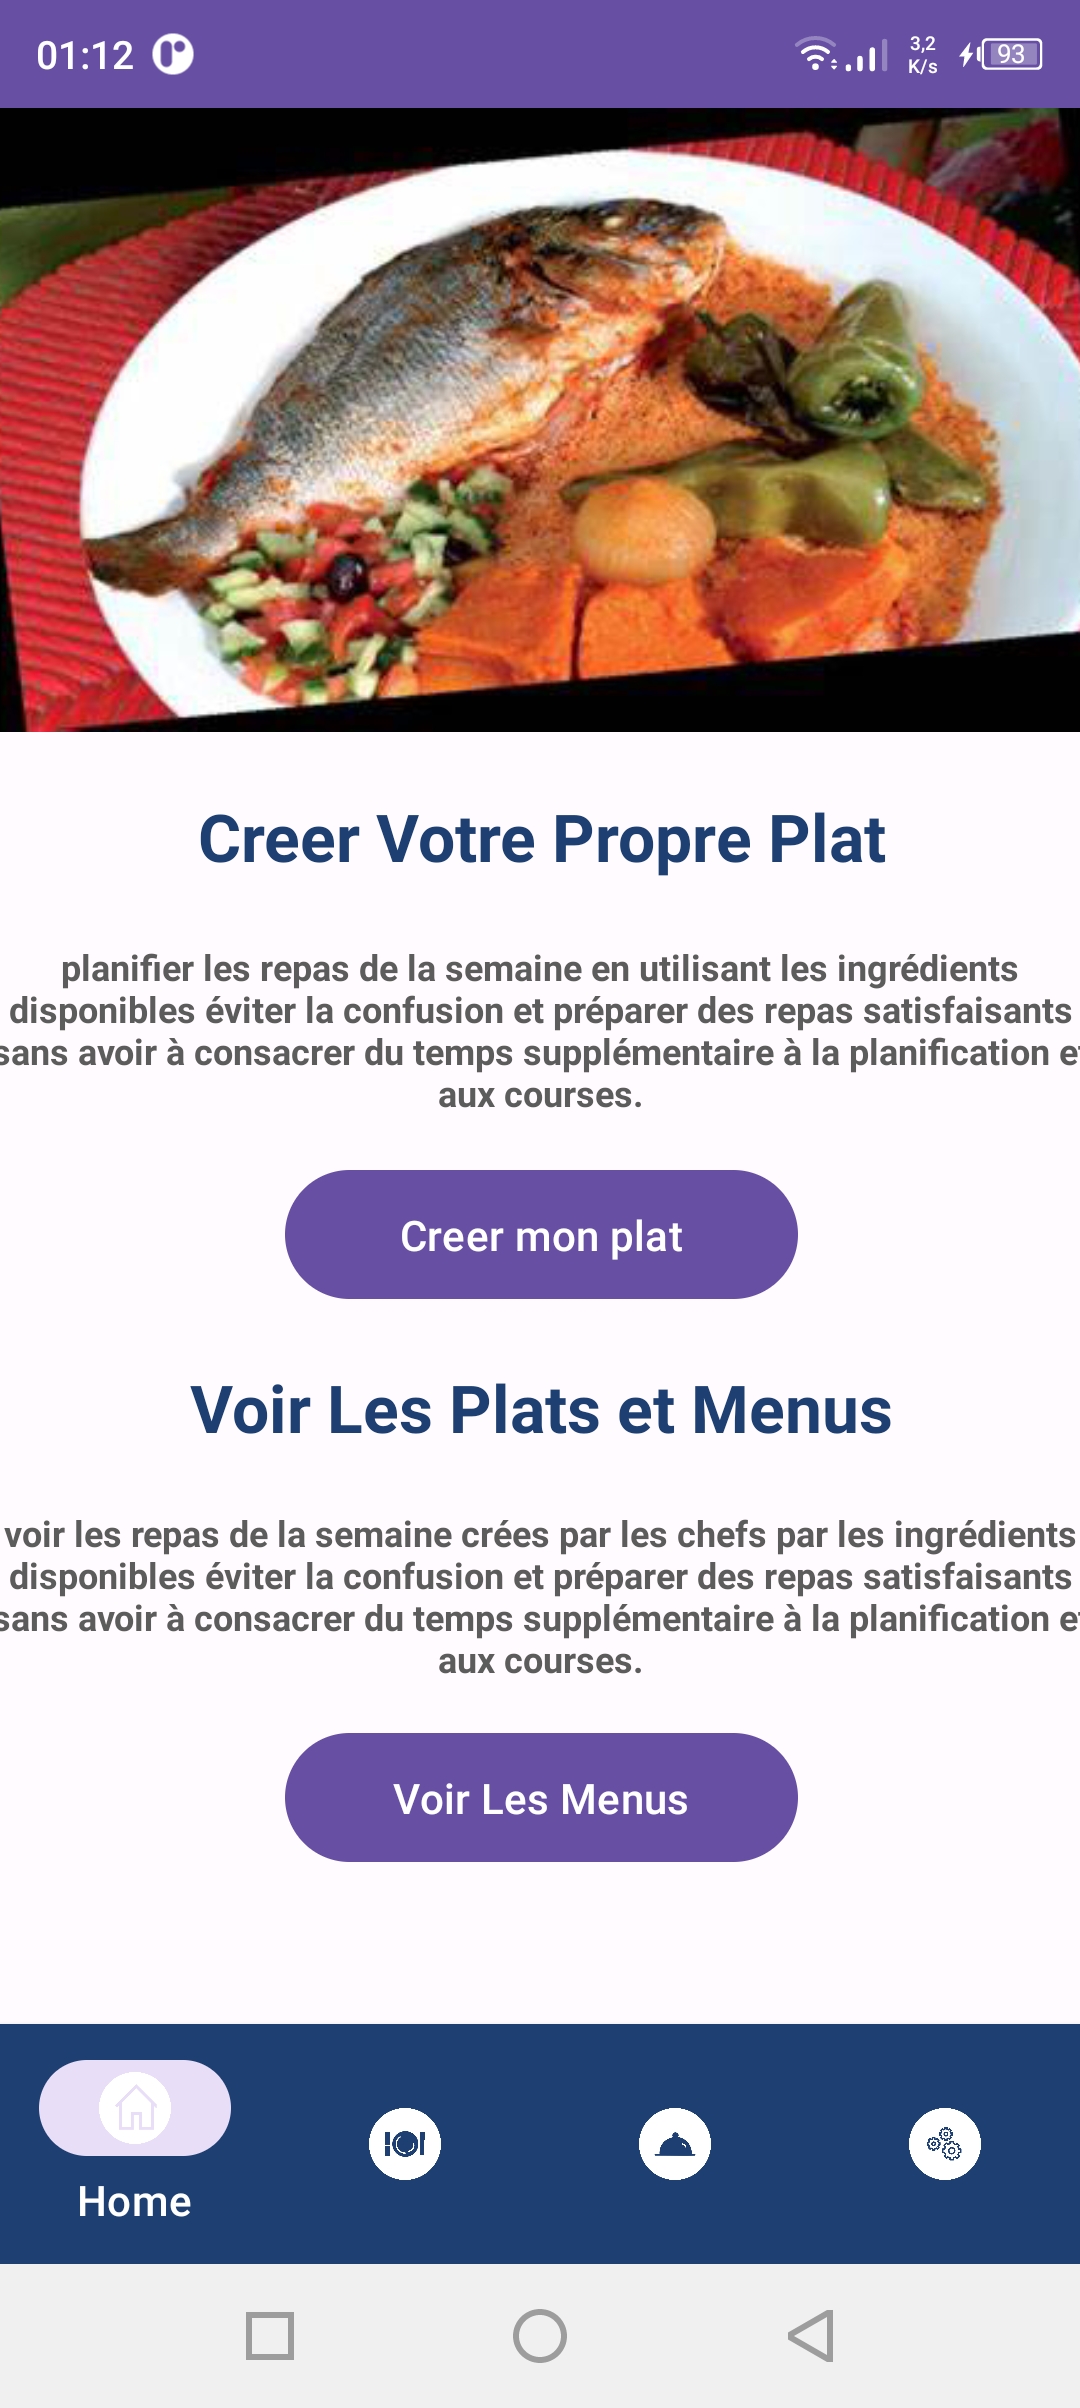 01:12
3,2
K/s
93
Creer Votre Propre Plat
planifier les repas de la semaine en utilisant les ingrédients
disponibles éviter la confusion et préparer des repas satisfaisants
sans avoir à consacrer du temps supplémentaire à la planification et
aux courses.
Creer mon plat
Voir Les Plats et Menus
voir les repas de la semaine crées par les chefs par les ingrédients
disponibles éviter la confusion et préparer des repas satisfaisants
sans avoir à consacrer du temps supplémentaire à la planification et
aux courses.
Voir Les Menus
Home